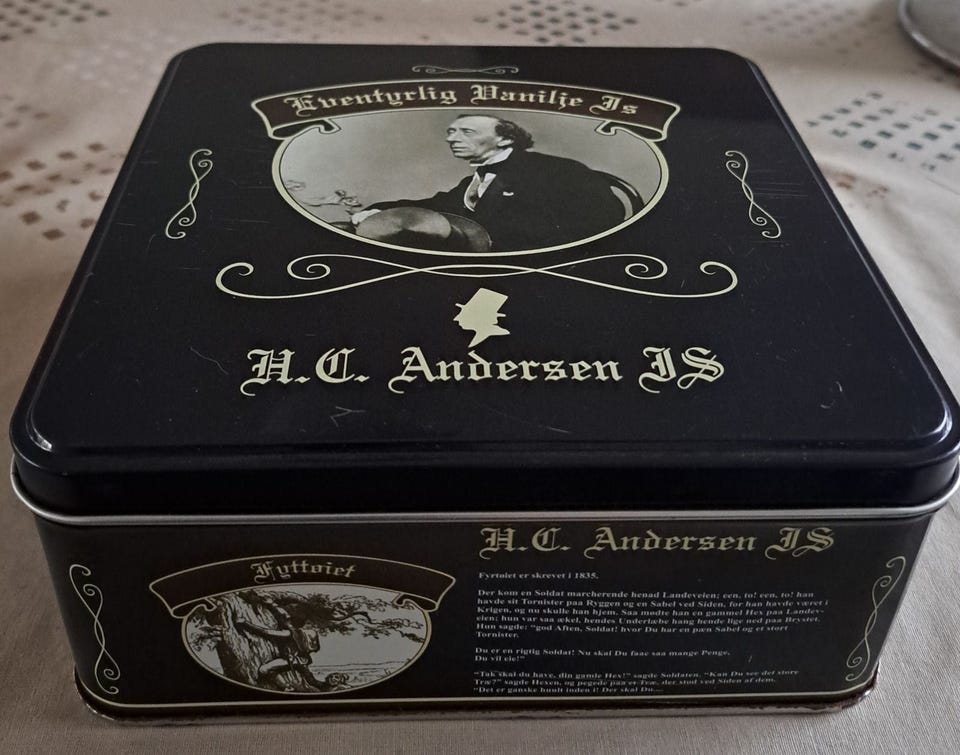 Eventyrlig Vanilje Is
H.C. Andersen IS
H.C. Andersen IS
Fyttøiet
Fyrtøiet er skrevet i 1835.
Der kom en Soldat marcherende henad Landeveien; een, to! een, to! han
havde sit Tornister paa Ryggen og en Sabel ved Siden, for han havde været i
Krigen, og nu skulde han hjem. Saa mødte han en gammel Hex paa Landev-
eien; hun var saa ækel, hendes Underlæbe hang hende lige ned paa Brystet.
Hun sagde: "god Aften, Soldat! hvor Du har en pæn Sabel og et stort
Tornister.
Du er en rigtig Soldat! Nu skal Du faae saa mange Penge,
Du vil eie!"
"Tak skal du have, din gamle Hex!" sagde Soldaten. "Kan Du see det store
Træ?" sagde Hexen, og pegede paa et Træ, der stod ved Siden af dem.
"Det er ganske huult inden i! Der skal Du....